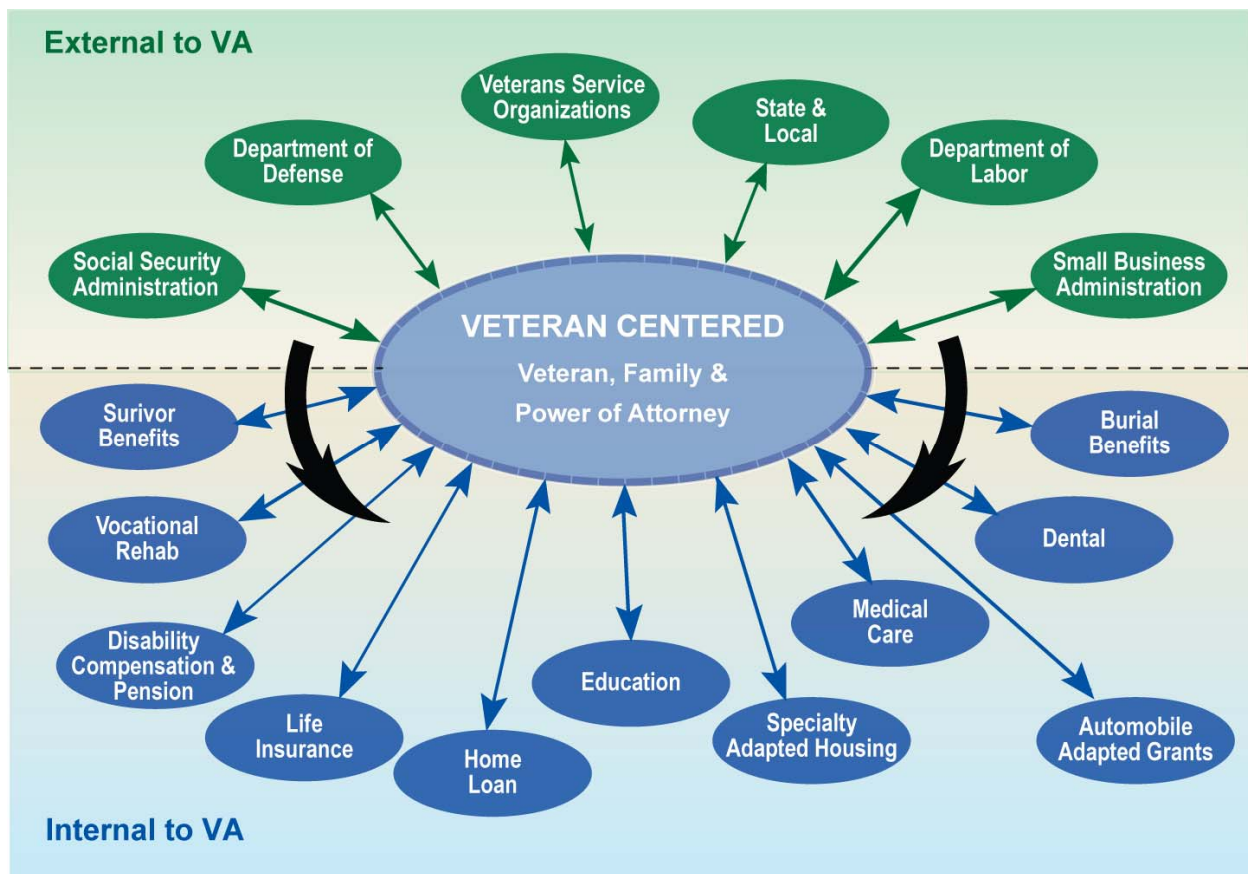 External to VA
Veterans Service
Organizations
State &
Local
Department of
Defense
Department of
Labor
Social Security
Administration
Small Business
Administration
VETERAN CENTERED
Veteran, Family &
Power of Attorney
Surivor
Benefits
Burial
Benefits
Vocational
Rehab
Dental
Disability
Compensation &
Pension
Medical
Care
Life
Insurance
Home
Loan
Education
Specialty
Adapted Housing
Automobile
Adapted Grants
Internal to VA